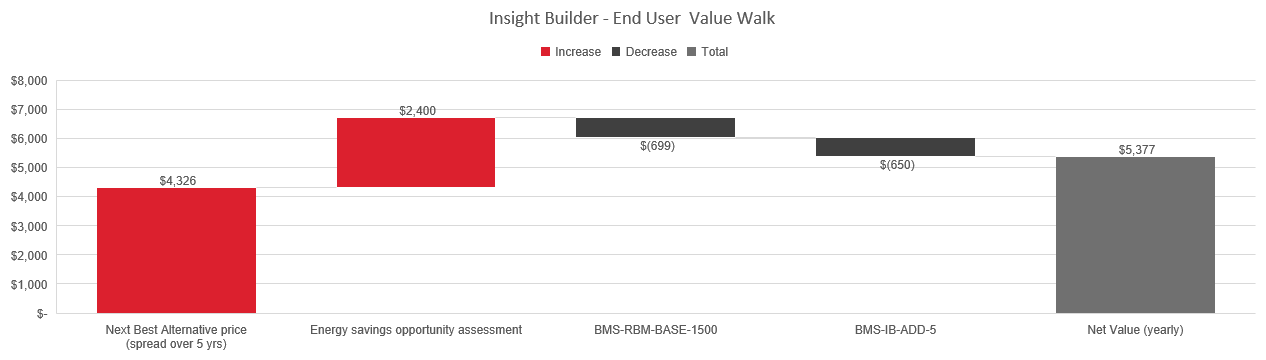 Insight Builder - End User  Value Walk
Increase Decrease Total
$8,000
$7,000
$6,000
$5,000
$4,000
$3,000
$2,000
$1,000
$-
$4,326
$2,400
$(699)
$(650)
$5,377
Next Best Alternative price
(spread over 5 yrs)
Energy savings opportunity assessment
BMS-RBM-BASE-1500
BMS-IB-ADD-5
Net Value (yearly)